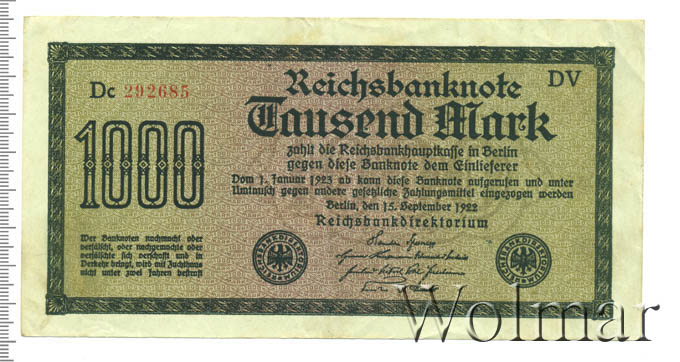 Reichsbanknote
DV
Dc 292685
Tausend Mark
1000
zahlt die Reichsbankhauptkasse in Berlin
gegen diese Banknote dem Einlieferer
Vom 1. Januar 1923 ab kann diese Banknote aufgerufen und unter
Umtausch gegen andere gesetzliche Zahlungsmittel eingezogen werden
Berlin, den 15. September 1922
Reichsbankdirektorium
Wer Banknoten nachmacht oder
verfälscht, oder nachgemachte oder
verfälschte sich verschafft und in
Verkehr bringt, wird mit Zuchthaus
nicht unter zwei Jahren bestraft
Wolmar